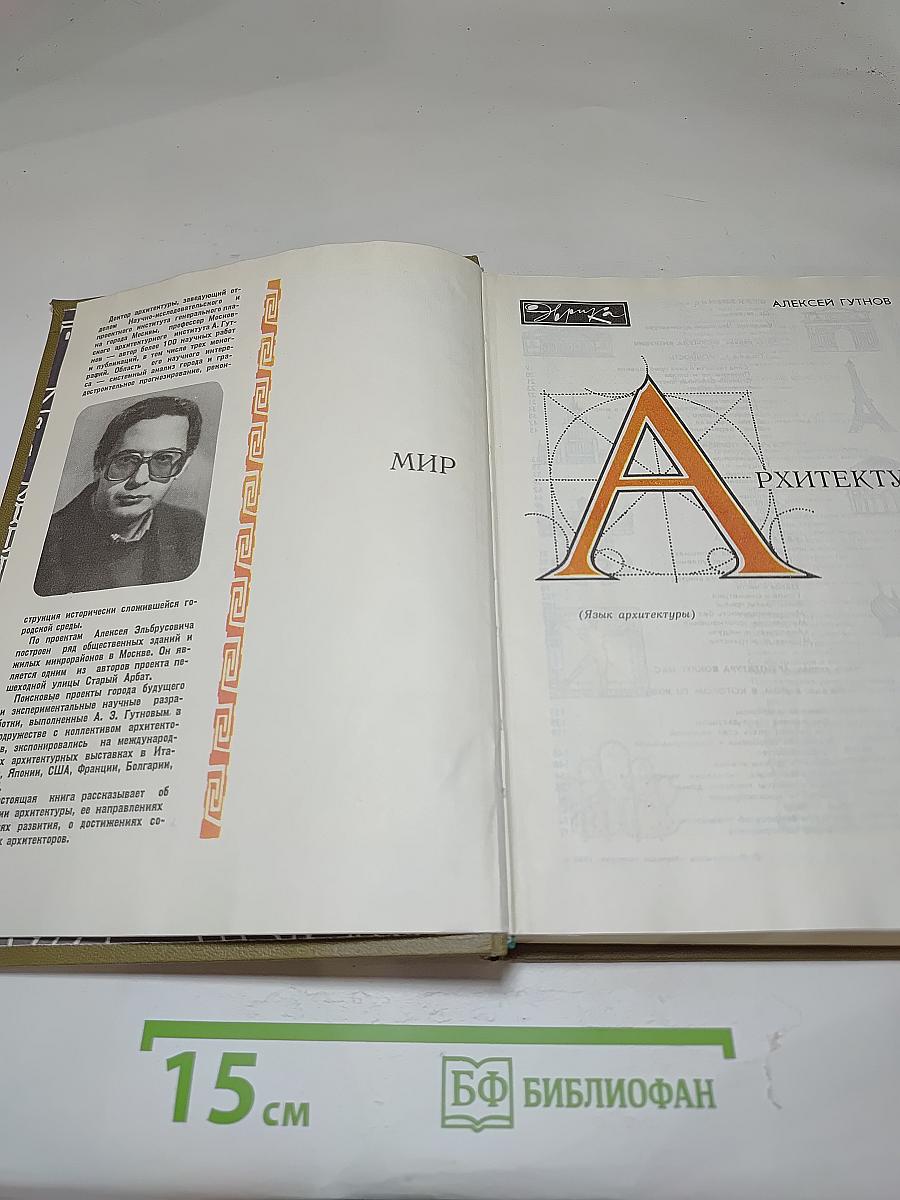 Доктор архитектуры, заведующий от-
делом Научно-исследовательского и
проектного института генерального пла-
на города Москвы, профессор Москов-
ского архитектурного института А. Гут-
нов — автор более 100 научных работ
и публикаций, в том числе трех моног-
рафий. Область его научного интере-
са — системный анализ города и гра-
достроительное прогнозирование, рекон-
струкция исторически сложившейся го-
родской среды.
По проектам Алексея Эльбрусовича
построен ряд общественных зданий и
жилых микрорайонов в Москве. Он яв-
ляется одним из авторов проекта пе-
шеходной улицы Старый Арбат.
Поисковые проекты города будущего
и экспериментальные научные разра-
ботки, выполненные А. Э. Гутновым в
одружестве с коллективом архитекто-
в, экспонировались на международ-
х архитектурных выставках в Ита-
, Японии, США, Франции, Болгарии,
стоящая книга рассказывает об
ии архитектуры, ее направлениях
ях развития, о достижениях со-
х архитекторов.
МИР
Эврика
АЛЕКСЕЙ ГУТНОВ
АРХИТЕКТУ
(Язык архитектуры)
15 см
БФ БИБЛИОФАН